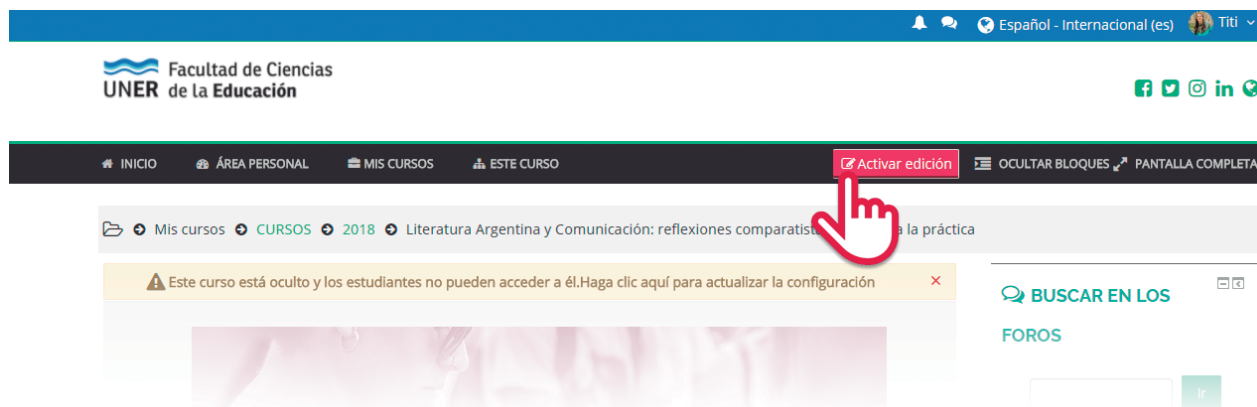 Español - Internacional (es) Titi
Facultad de Ciencias
UNER de la Educación
in
INICIO ÁREA PERSONAL MIS CURSOS ESTE CURSO Activar edición OCULTAR BLOQUES PANTALLA COMPLETA
Mis cursos CURSOS 2018 Literatura Argentina y Comunicación: reflexiones la práctica
Este curso está oculto y los estudiantes no pueden acceder a él.Haga clic aquí para actualizar la configuración
BUSCAR EN LOS
FOROS
Ir